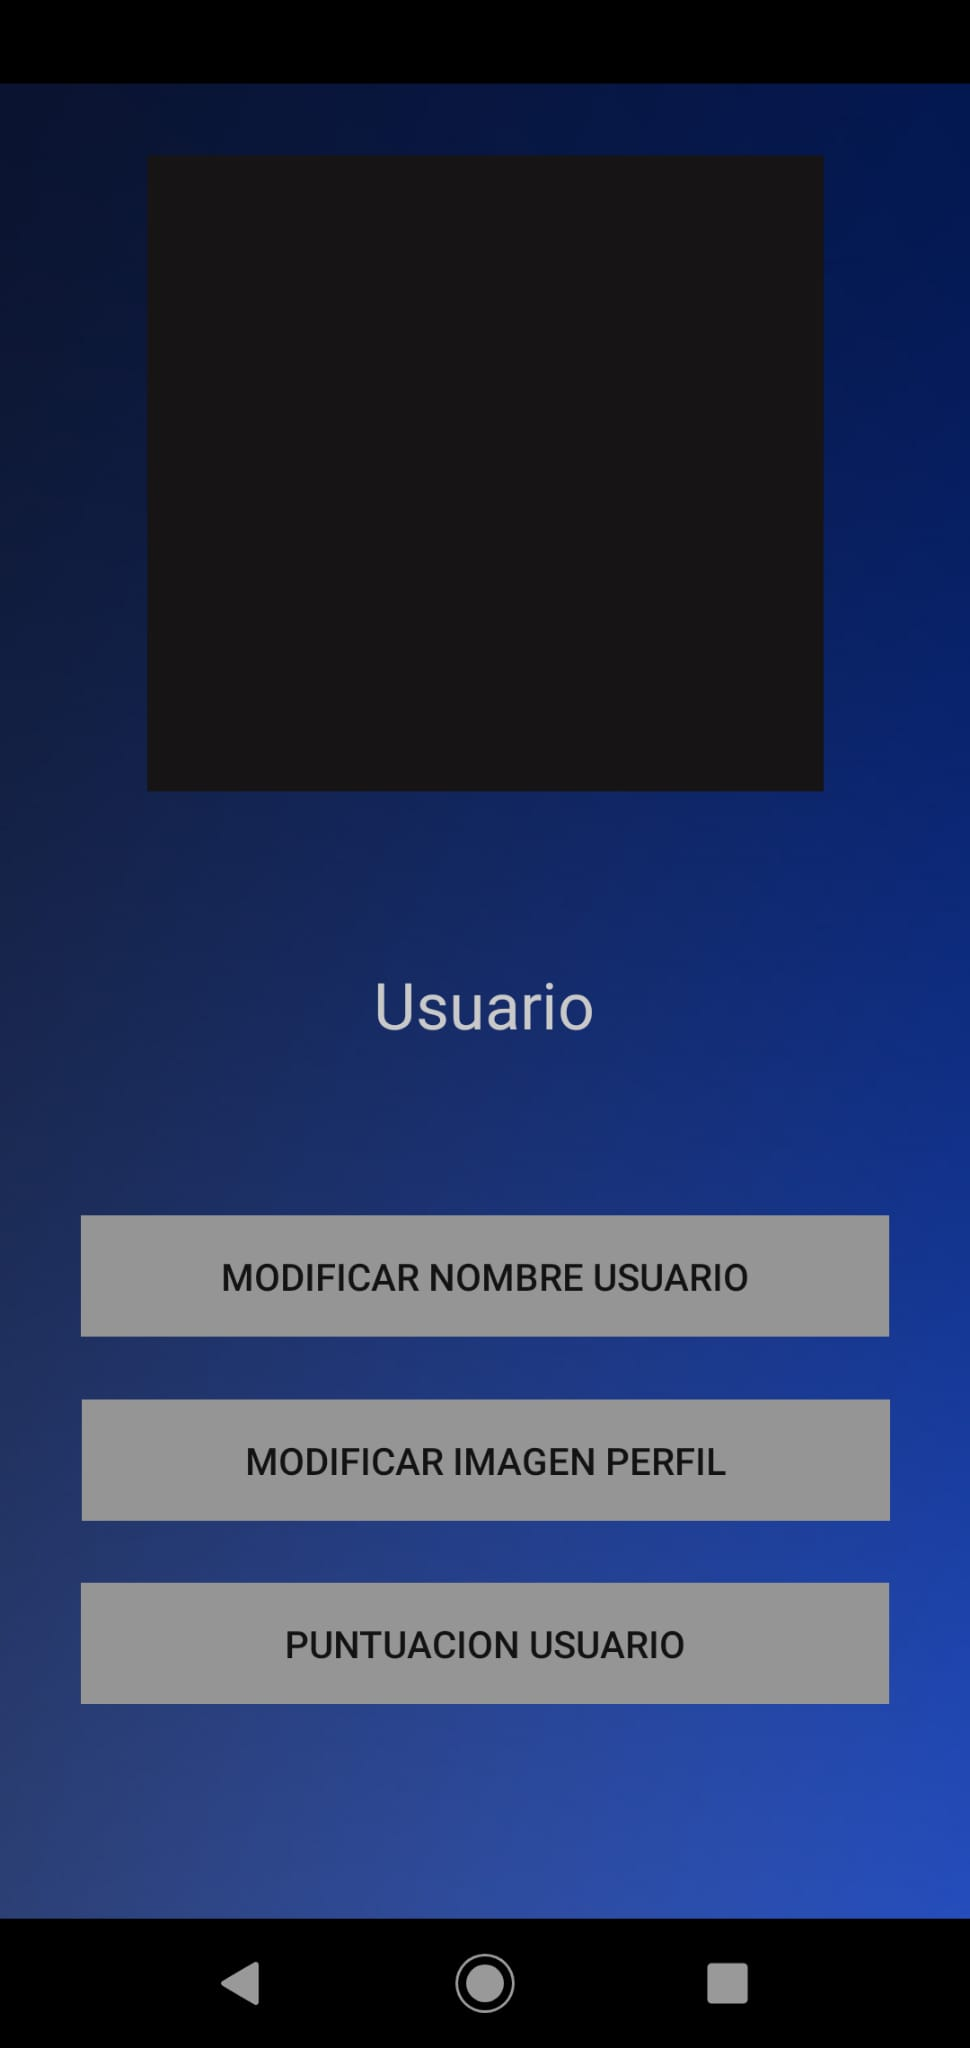 Usuario
MODIFICAR NOMBRE USUARIO
MODIFICAR IMAGEN PERFIL
PUNTUACION USUARIO